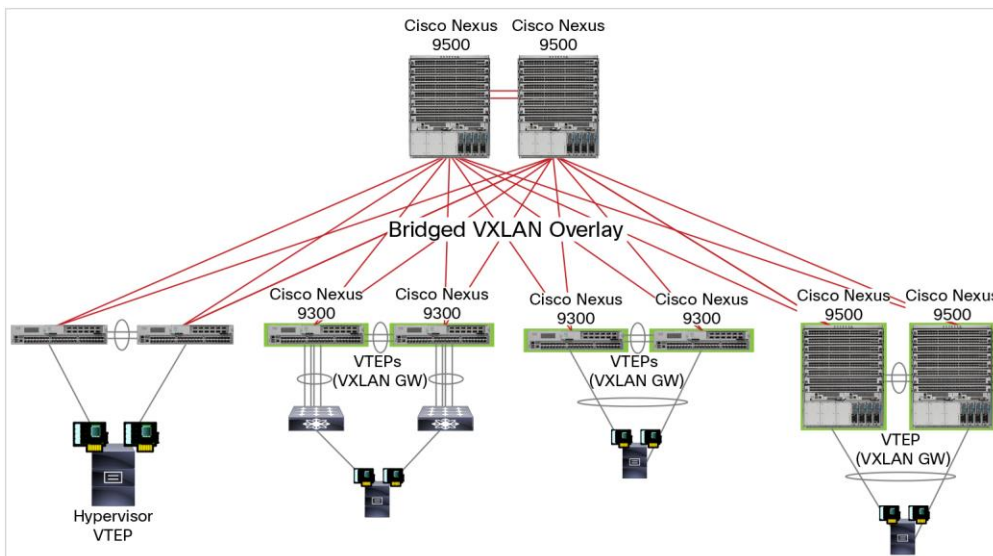 Cisco Nexus
9500
Cisco Nexus
9500
Bridged VXLAN Overlay
Cisco Nexus
9300
Cisco Nexus
9300
VTEPs
(VXLAN GW)
Cisco Nexus
9300
Cisco Nexus
9300
VTEPs
(VXLAN GW)
Cisco Nexus
9500
Cisco Nexus
9500
VTEP
(VXLAN GW)
Hypervisor
VTEP